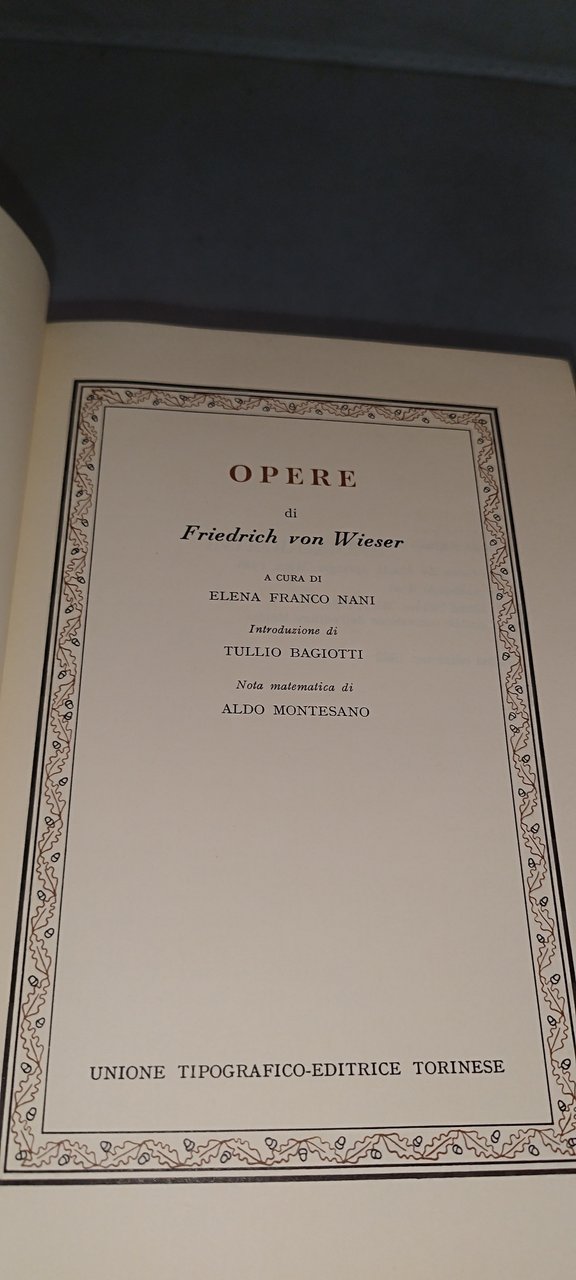 OPERE
di
Friedrich von Wieser
A CURA DI
ELENA FRANCO NANI
Introduzione di
TULLIO BAGIOTTI
Nota matematica di
ALDO MONTESANO
UNIONE TIPOGRAFICO-EDITRICE TORINESE